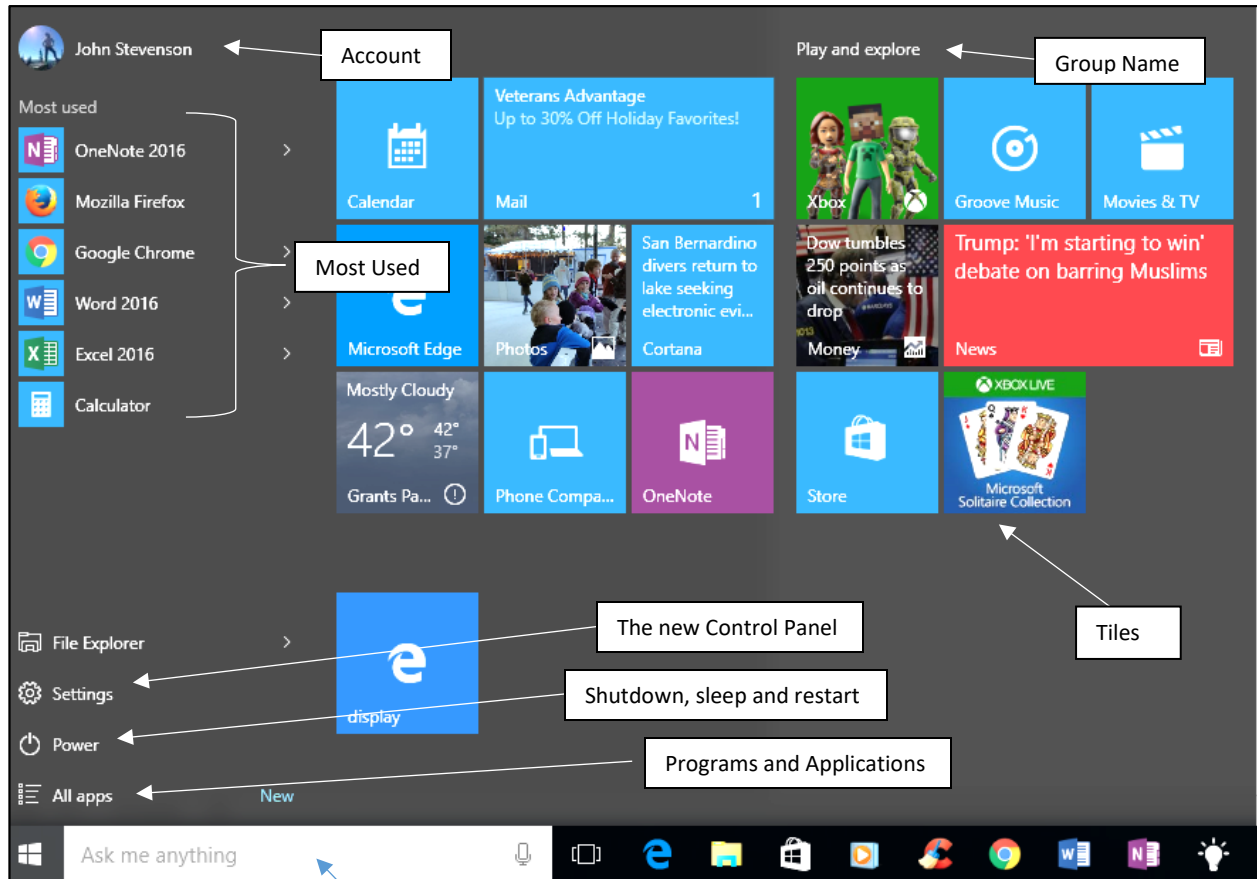 John Stevenson
Account
Play and explore
Group Name
Most used
OneNote 2016
Mozilla Firefox
Google Chrome
Word 2016
Excel 2016
Calculator
Most Used
Calendar
Veterans Advantage
Up to 30% Off Holiday Favorites!
Mail 1
Xbox
Groove Music
Movies & TV
Microsoft Edge
Photos
San Bernardino
divers return to
lake seeking
electronic evi...
Cortana
Dow tumbles
250 points as
oil continues to
drop
Money
Trump: 'I'm starting to win'
debate on barring Muslims
News
Mostly Cloudy
42° 42°
37°
Grants Pa...
Phone Compa...
OneNote
Store
XBOX LIVE
Microsoft
Solitaire Collection
Tiles
File Explorer
Settings
Power
All apps
New
display
The new Control Panel
Shutdown, sleep and restart
Programs and Applications
Ask me anything